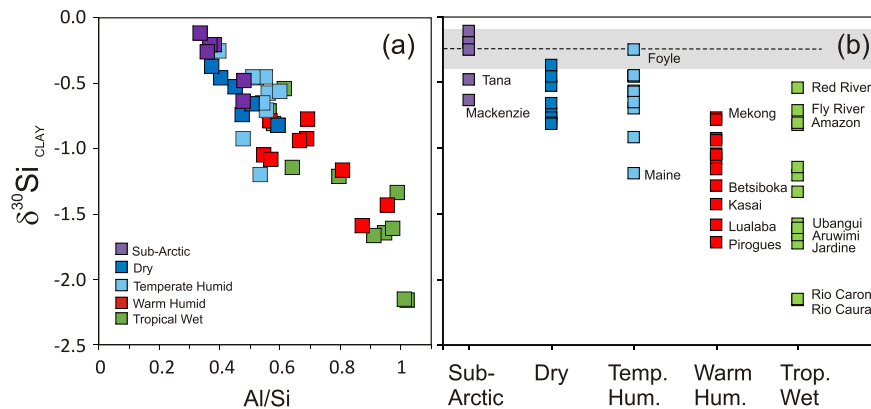 0.0
-0.5
-1.0
-1.5
-2.0
-2.5
δ30Si CLAY
0
0.2
0.4
0.6
0.8
1
Al/Si
(a)
Sub-Arctic
Dry
Temperate Humid
Warm Humid
Tropical Wet
(b)
Foyle
Tana
Mackenzie
Maine
Mekong
Betsiboka
Kasai
Lualaba
Pirogues
Red River
Fly River
Amazon
Ubangui
Aruwimi
Jardine
Rio Caron
Rio Caura
Sub- Dry Temp. Warm Trop.
Arctic Hum. Hum. Wet